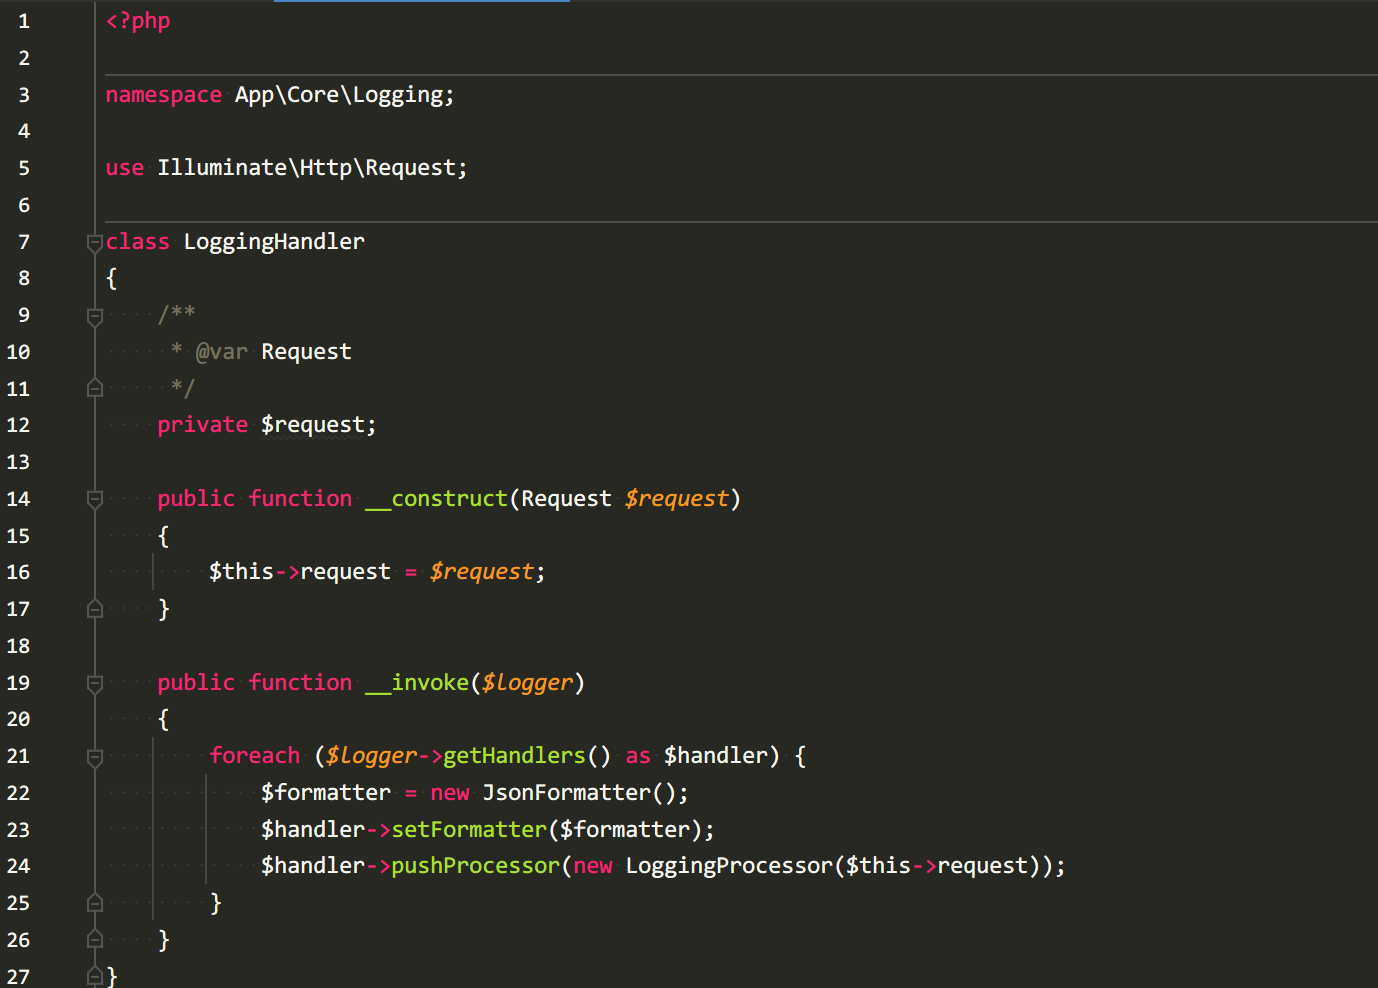 1 <?php
2
3 namespace App\Core\Logging;
4
5 use Illuminate\Http\Request;
6
7 class LoggingHandler
8 {
9     /**
10      * @var Request
11      */
12     private $request;
13
14     public function __construct(Request $request)
15     {
16         $this->request = $request;
17     }
18
19     public function __invoke($logger)
20     {
21         foreach ($logger->getHandlers() as $handler) {
22             $formatter = new JsonFormatter();
23             $handler->setFormatter($formatter);
24             $handler->pushProcessor(new LoggingProcessor($this->request));
25         }
26     }
27 }